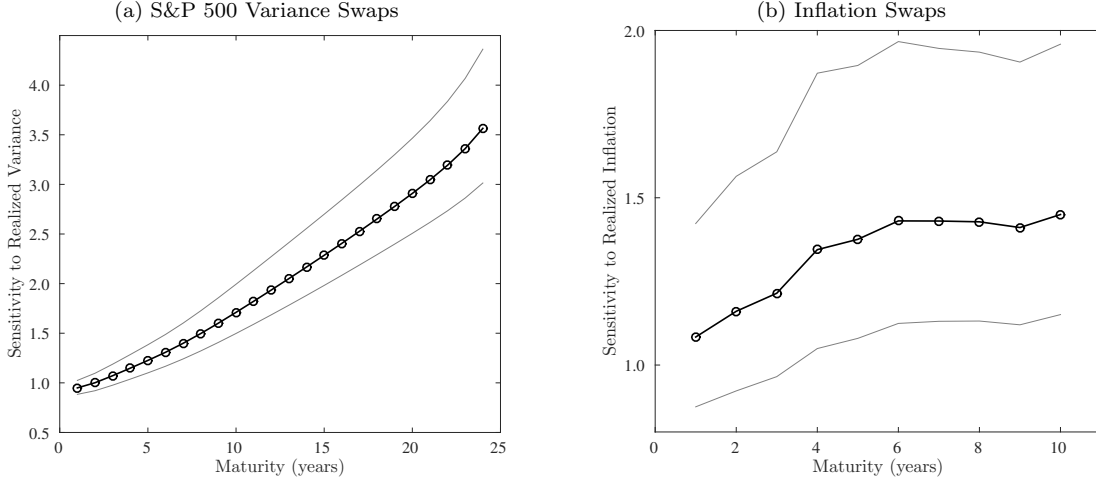 (a) S&P 500 Variance Swaps
4.0
3.5
3.0
2.5
2.0
1.5
1.0
0.5
Sensitivity to Realized Variance
0 5 10 15 20 25
Maturity (years)
(b) Inflation Swaps
2.0
1.5
1.0
Sensitivity to Realized Inflation
0 2 4 6 8 10
Maturity (years)